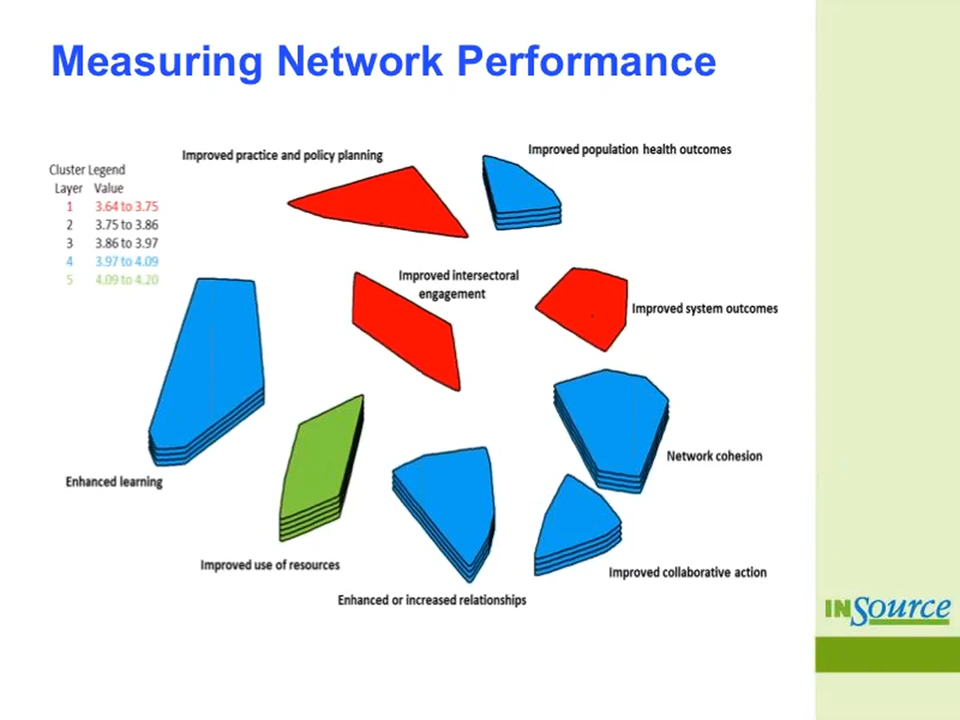 Measuring Network Performance
Improved practice and policy planning
Improved population health outcomes
Cluster Legend
Layer Value
1 3.64 to 3.75
2 3.75 to 3.86
3 3.86 to 3.97
4 3.97 to 4.09
5 4.09 to 4.20
Improved intersectoral
engagement
Improved system outcomes
Network cohesion
Enhanced learning
Improved use of resources
Improved collaborative action
Enhanced or increased relationships
INSource